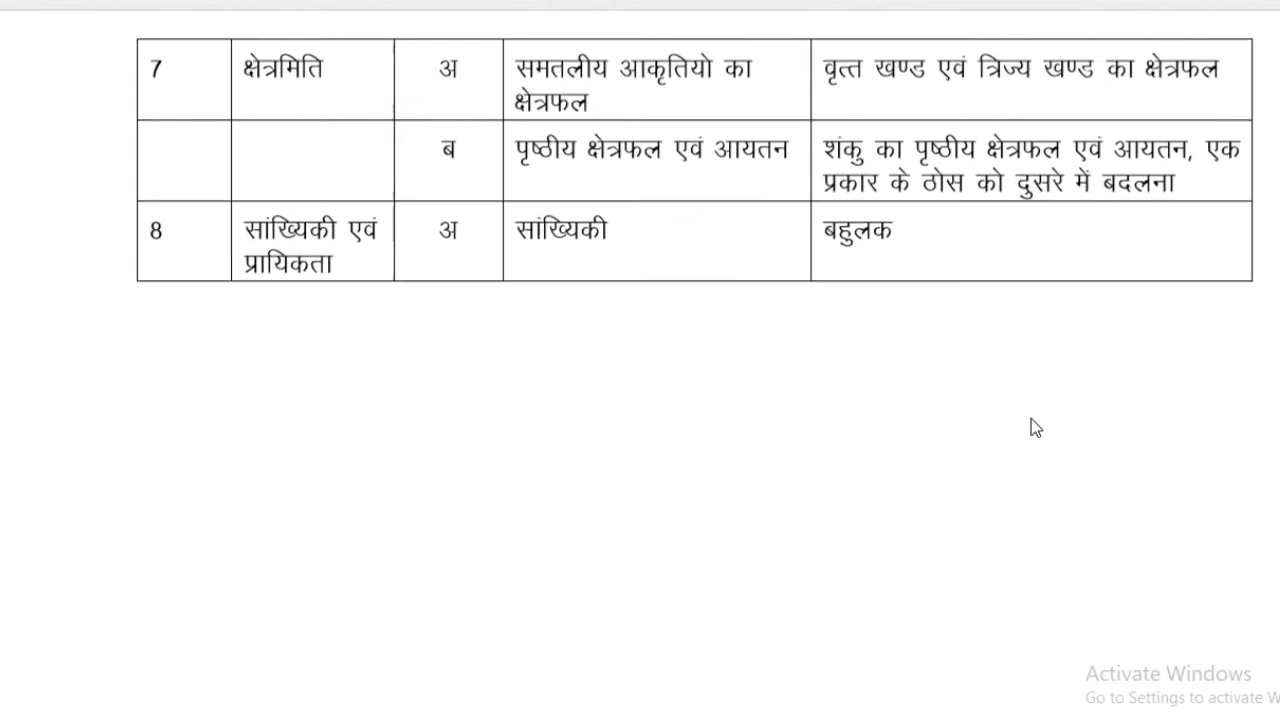 7 क्षेत्रमिति अ समतलीय आकृतियो का वृत्त खण्ड एवं त्रिज्य खण्ड का क्षेत्रफल
क्षेत्रफल
ब पृष्ठीय क्षेत्रफल एवं आयतन शंकु का पृष्ठीय क्षेत्रफल एवं आयतन, एक
प्रकार के ठोस को दुसरे में बदलना
8 सांख्यिकी एवं अ सांख्यिकी बहुलक
प्रायिकता
Activate Windows
Go to Settings to activate W